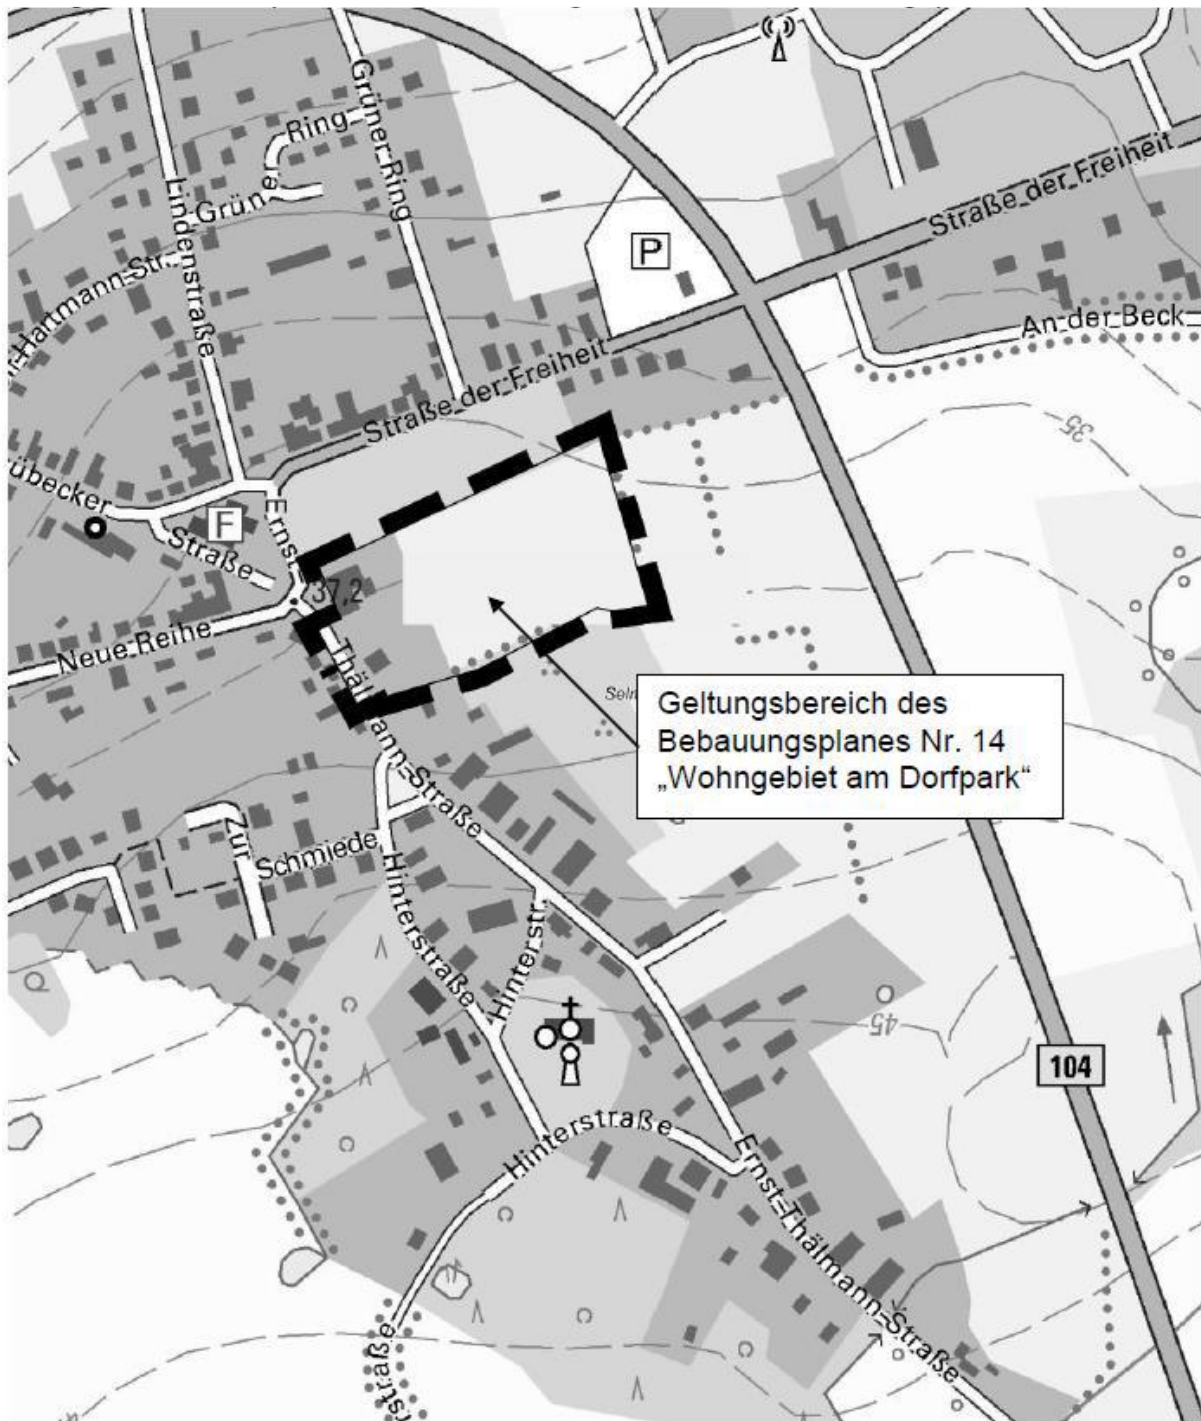 Grüner Ring
Grüner
Ring
Lindenstraße
Hartmann-Str.
P
Straße der Freiheit
An der Beck
Straße der Freiheit
35
F
Straße
Ernst-
37,2
Neue Reihe
Thälmann-Straße
Geltungsbereich des
Bebauungsplanes Nr. 14
„Wohngebiet am Dorfpark“
Zur
Schmiede
Hinterstraße
Hinterstr.
45
104
Hinterstraße
Ernst-Thälmann-Straße